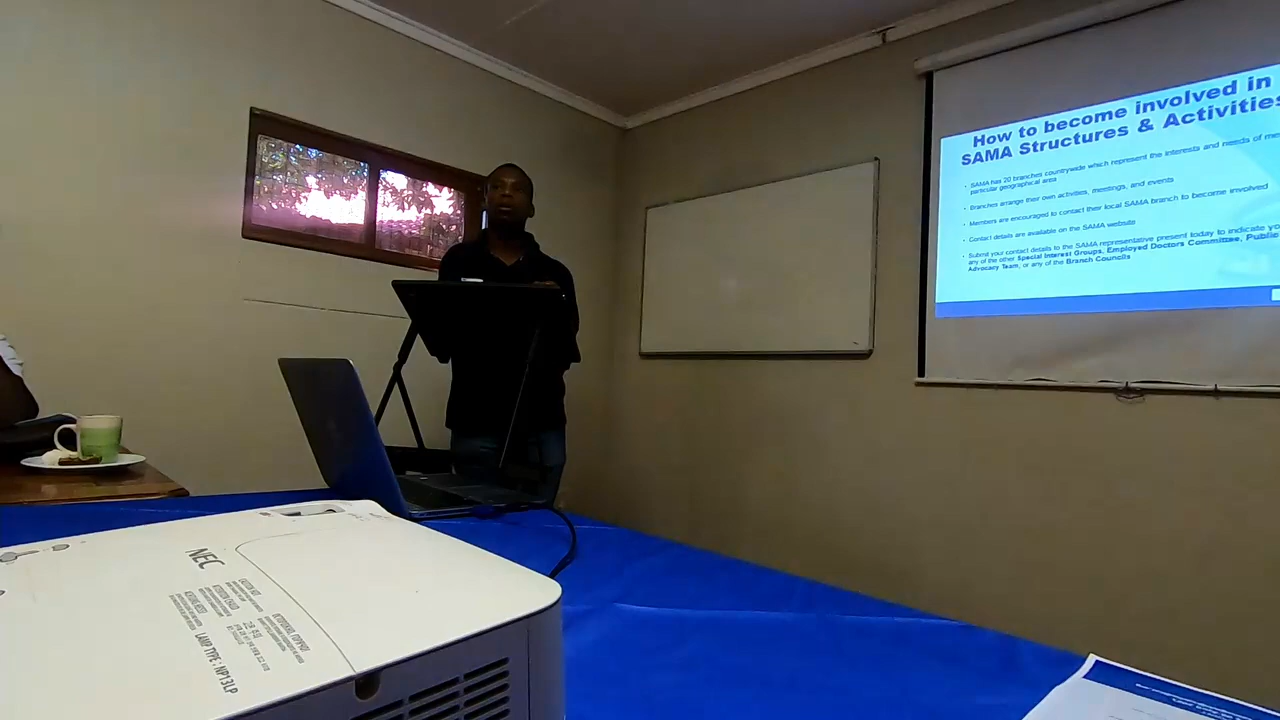 How to become involved in
SAMA Structures & Activities
SAMA has 20 branches countrywide which represent the interests and needs of
particular geographical area
Branches arrange their own activities, meetings, and events
Members are encouraged to contact their local SAMA branch to become involved
Contact details are available on the SAMA website
Submit your contact details to the SAMA representative present today to indicate
any of the other Special Interest Groups, Employed Doctors Committee, Public
Advocacy Team, or any of the Branch Councils
NEC
CAUTION HOT
LAMP TYPE : NP13LP